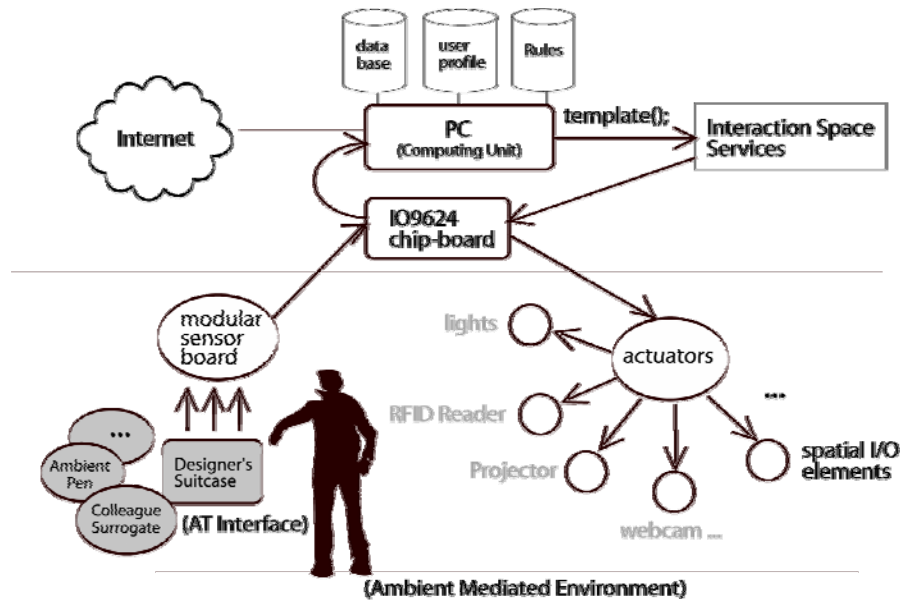 data
base
user
profile
Rules
Internet
PC
(Computing Unit)
template();
Interaction Space
Services
IO9624
chip-board
modular
sensor
board
lights
actuators
...
RFID Reader
Projector
spatial I/O
elements
webcam ...
...
Ambient
Pen
Designer's
Suitcase
Colleague
Surrogate
(AT Interface)
(Ambient Mediated Environment)